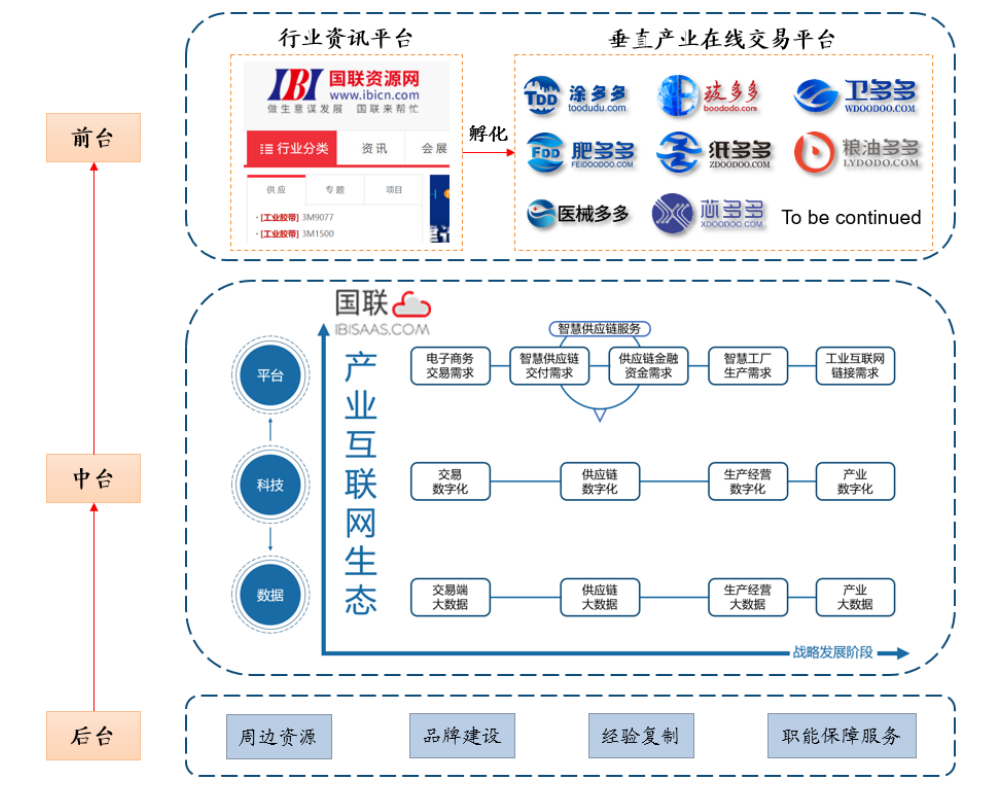 行业资讯平台
垂直产业在线交易平台
IBI 国联资源网
www.ibicn.com
做生意谋发展 国联来帮忙
行业分类 资讯 会展
供应 专题 项目
·[工业胶带] 3M9077
·[工业胶带] 3M1500
孵化
TDD 涂多多
toodudu.com
玻多多
boododo.com
卫多多
WDOODOO.COM
FDD 肥多多
FEIDOODOO.COM
纸多多
ZDOODOO.COM
粮油多多
LYDODO.COM
医械多多
芯多多
XDOODOO.COM
To be continued
前台
中台
后台
国联
IBISAAS.COM
平台
科技
数据
产业互联网生态
智慧供应链服务
电子商务
交易需求
智慧供应链
交付需求
供应链金融
资金需求
智慧工厂
生产需求
工业互联网
链接需求
交易
数字化
供应链
数字化
生产经营
数字化
产业
数字化
交易端
大数据
供应链
大数据
生产经营
大数据
产业
大数据
战略发展阶段
周边资源
品牌建设
经验复制
职能保障服务